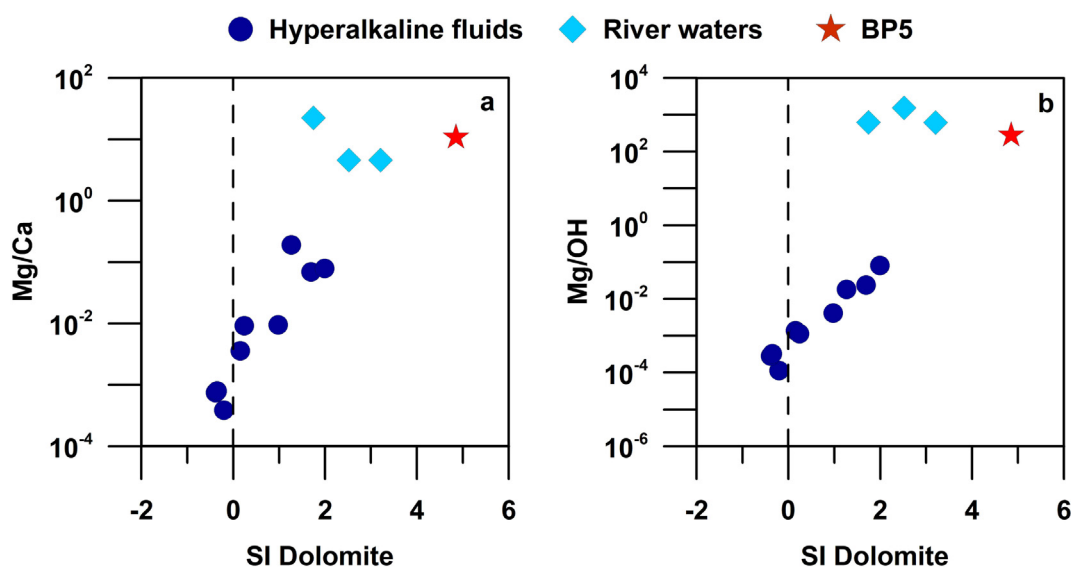 Hyperalkaline fluids River waters BP5
a
10² 10⁰ 10⁻² 10⁻⁴
Mg/Ca
-2 0 2 4 6
SI Dolomite
b
10⁴ 10² 10⁰ 10⁻² 10⁻⁴ 10⁻⁶
Mg/OH
-2 0 2 4 6
SI Dolomite